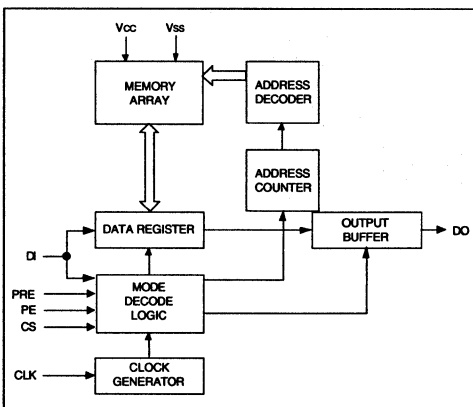 Vcc Vss
MEMORY
ARRAY
ADDRESS
DECODER
ADDRESS
COUNTER
DATA REGISTER
OUTPUT
BUFFER
DO
DI
PRE
PE
CS
MODE
DECODE
LOGIC
CLK
CLOCK
GENERATOR